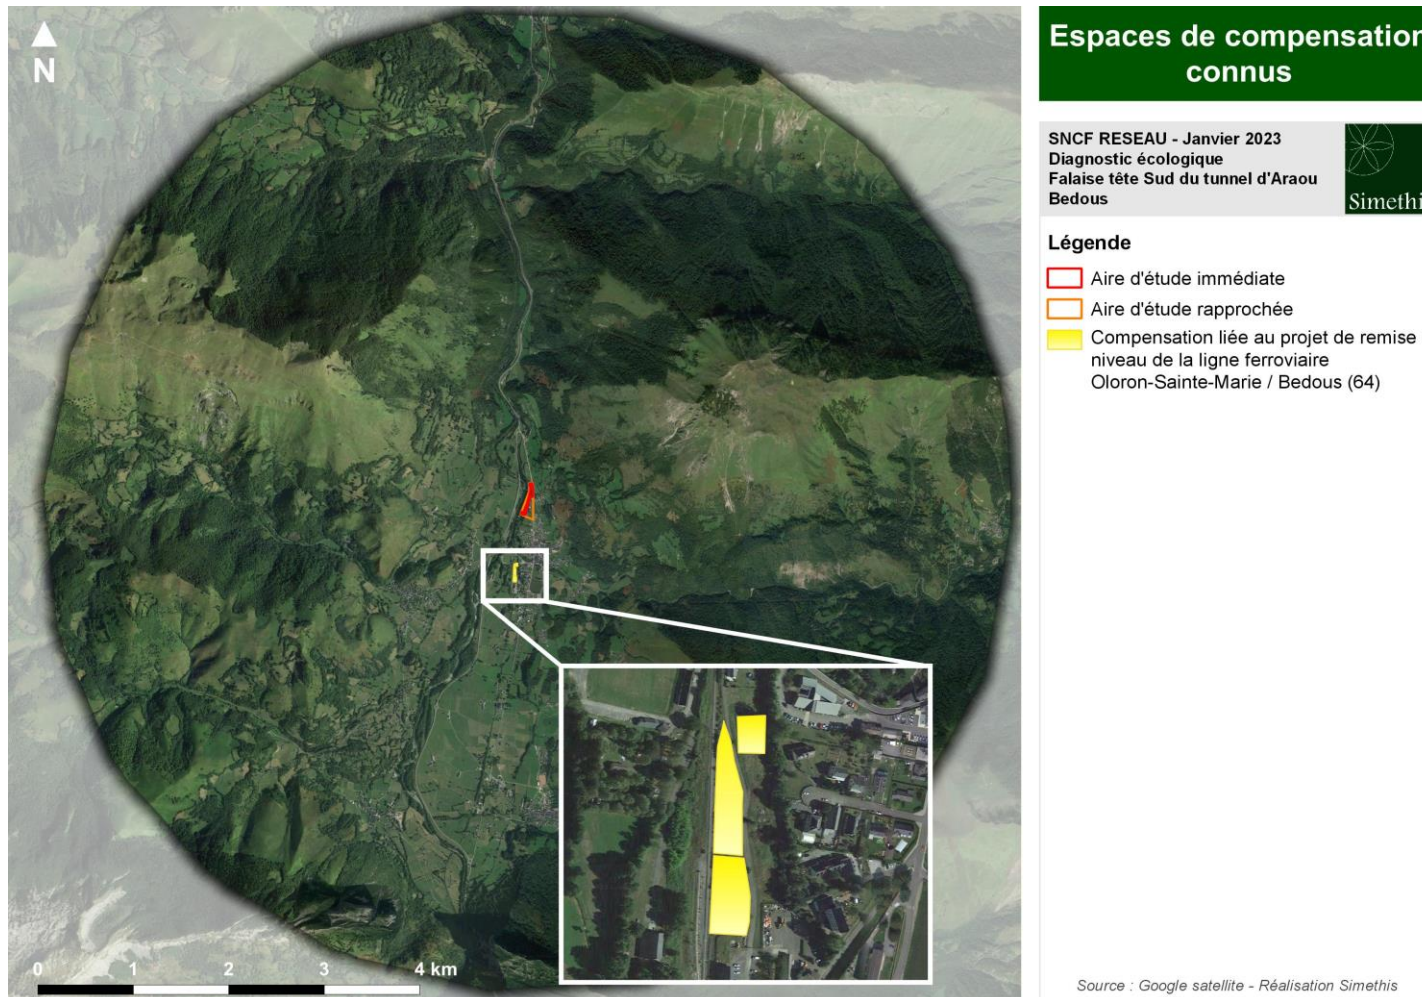 N
Espaces de compensation
connus
SNCF RESEAU - Janvier 2023
Diagnostic écologique
Falaise tête Sud du tunnel d'Araou
Bedous
Simethi
Légende
Aire d'étude immédiate
Aire d'étude rapprochée
Compensation liée au projet de remise
niveau de la ligne ferroviaire
Oloron-Sainte-Marie / Bedous (64)
0 1 2 3 4 km
Source : Google satellite - Réalisation Simethis